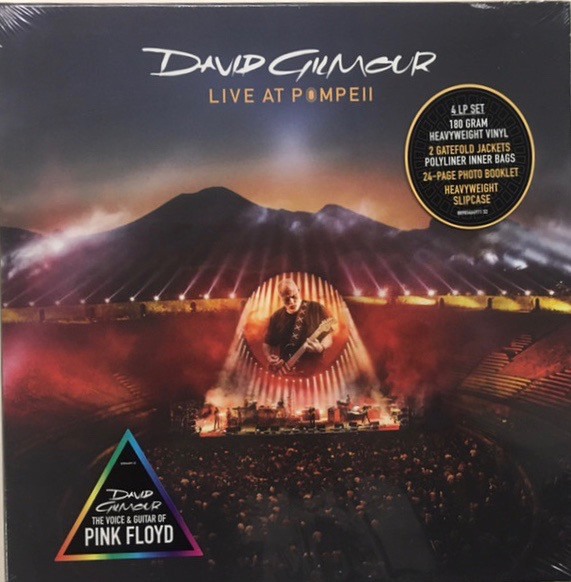 DAVID GILMOUR
LIVE AT POMPEII
4 LP SET
180 GRAM
HEAVYWEIGHT VINYL
2 GATEFOLD JACKETS
POLYLINER INNER BAGS
24-PAGE PHOTO BOOKLET
HEAVYWEIGHT
SLIPCASE
DAVID
GILMOUR
THE VOICE & GUITAR OF
PINK FLOYD